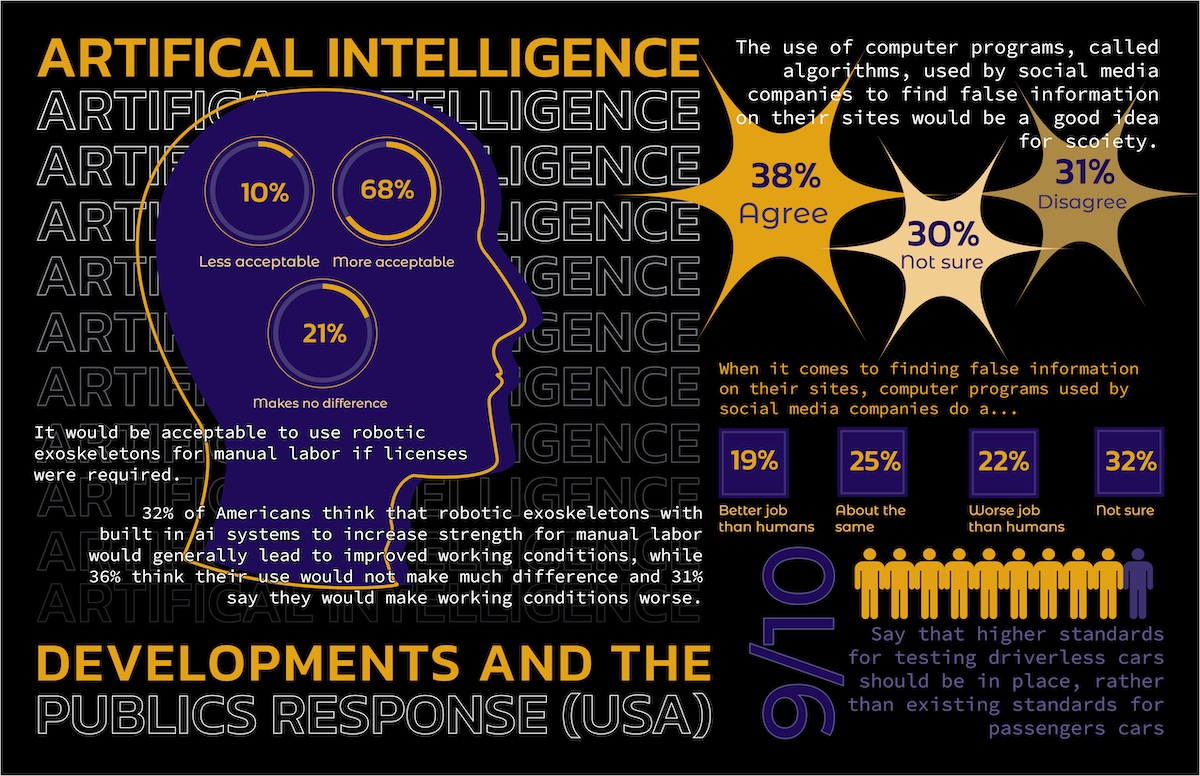 ARTIFICAL INTELLIGENCE
ARTIFICAL INTELLIGENCE
ARTIFICAL INTELLIGENCE
ARTIFICAL INTELLIGENCE
ARTIFICAL INTELLIGENCE
ARTIFICAL INTELLIGENCE
ARTIFICAL INTELLIGENCE
ARTIFICAL INTELLIGENCE
ARTIFICAL INTELLIGENCE
ARTIFICAL INTELLIGENCE
ARTIFICAL INTELLIGENCE
10%
Less acceptable
68%
More acceptable
21%
Makes no difference
It would be acceptable to use robotic
exoskeletons for manual labor if licenses
were required.
32% of Americans think that robotic exoskeletons with
built in ai systems to increase strength for manual labor
would generally lead to improved working conditions, while
36% think their use would not make much difference and 31%
say they would make working conditions worse.
DEVELOPMENTS AND THE
PUBLICS RESPONSE (USA)
The use of computer programs, called
algorithms, used by social media
companies to find false information
on their sites would be a good idea
for scoiety.
38%
Agree
30%
Not sure
31%
Disagree
When it comes to finding false information
on their sites, computer programs used by
social media companies do a...
19%
Better job
than humans
25%
About the
same
22%
Worse job
than humans
32%
Not sure
9/10
Say that higher standards
for testing driverless cars
should be in place, rather
than existing standards for
passengers cars